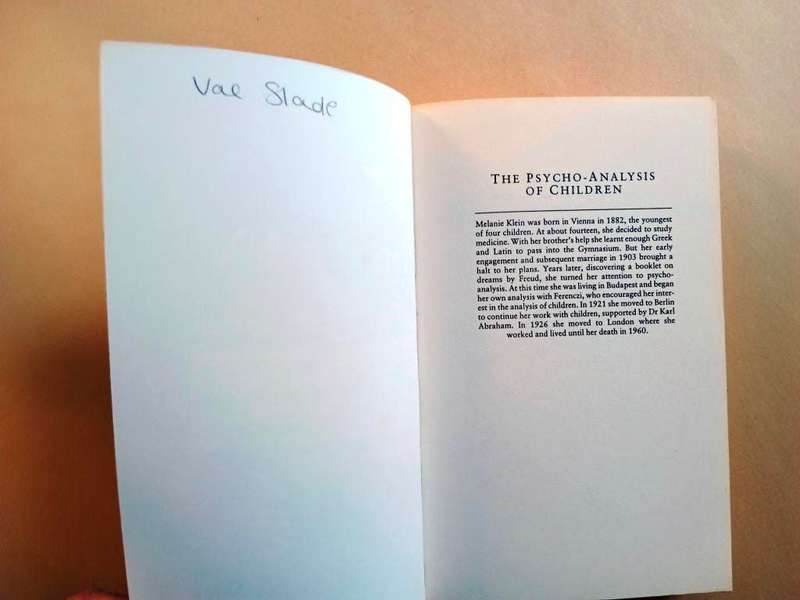 Val Slade
THE PSYCHO-ANALYSIS
OF CHILDREN
Melanie Klein was born in Vienna in 1882, the youngest
of four children. At about fourteen, she decided to study
medicine. With her brother's help she learnt enough Greek
and Latin to pass into the Gymnasium. But her early
engagement and subsequent marriage in 1903 brought a
halt to her plans. Years later, discovering a booklet on
dreams by Freud, she turned her attention to psycho-
analysis. At this time she was living in Budapest and began
her own analysis with Ferenczi, who encouraged her inter-
est in the analysis of children. In 1921 she moved to Berlin
to continue her work with children, supported by Dr Karl
Abraham. In 1926 she moved to London where she
worked and lived until her death in 1960.